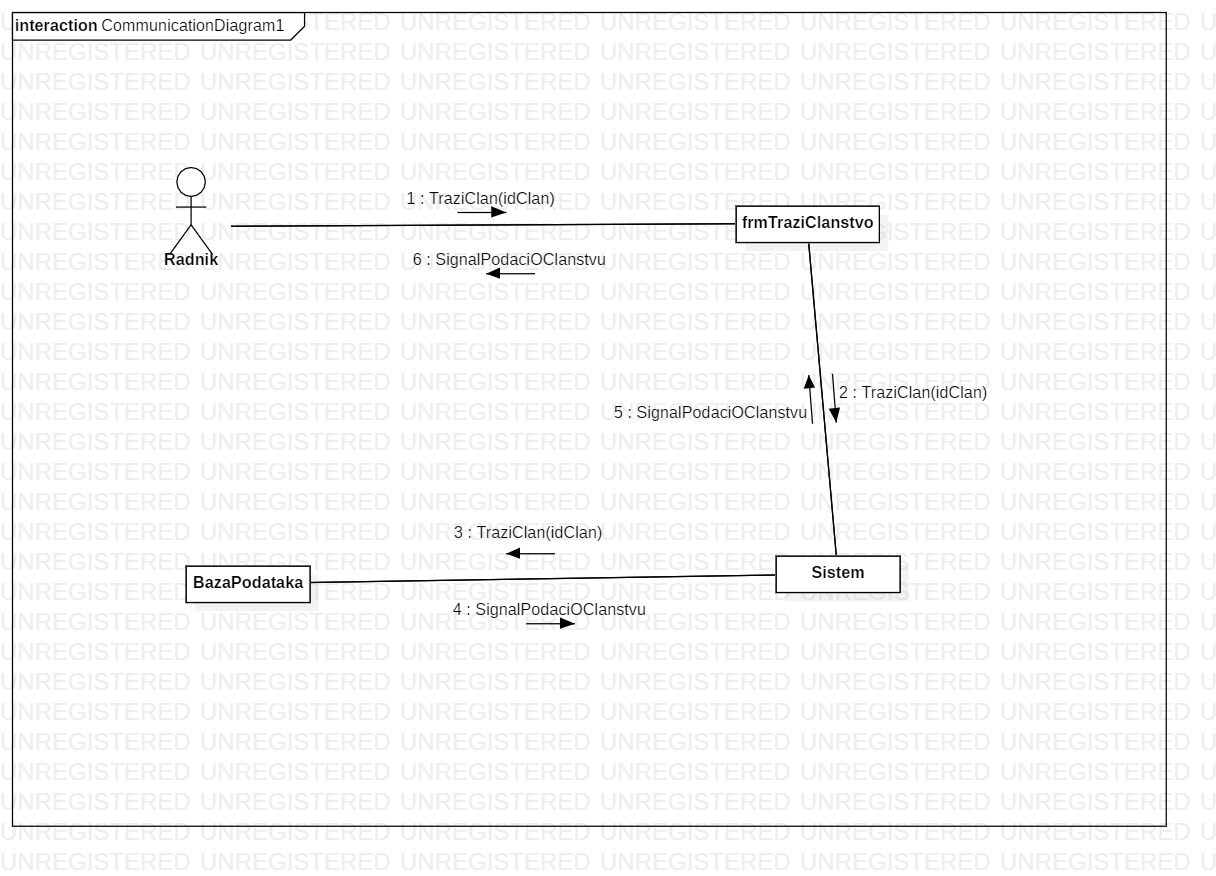 interaction CommunicationDiagram1
1 : TraziClan(idClan)
frmTraziClanstvo
Radnik
6 : SignalPodaciOClanstvu
2 : TraziClan(idClan)
5 : SignalPodaciOClanstvu
3 : TraziClan(idClan)
Sistem
BazaPodataka
4 : SignalPodaciOClanstvu
UNREGISTERED